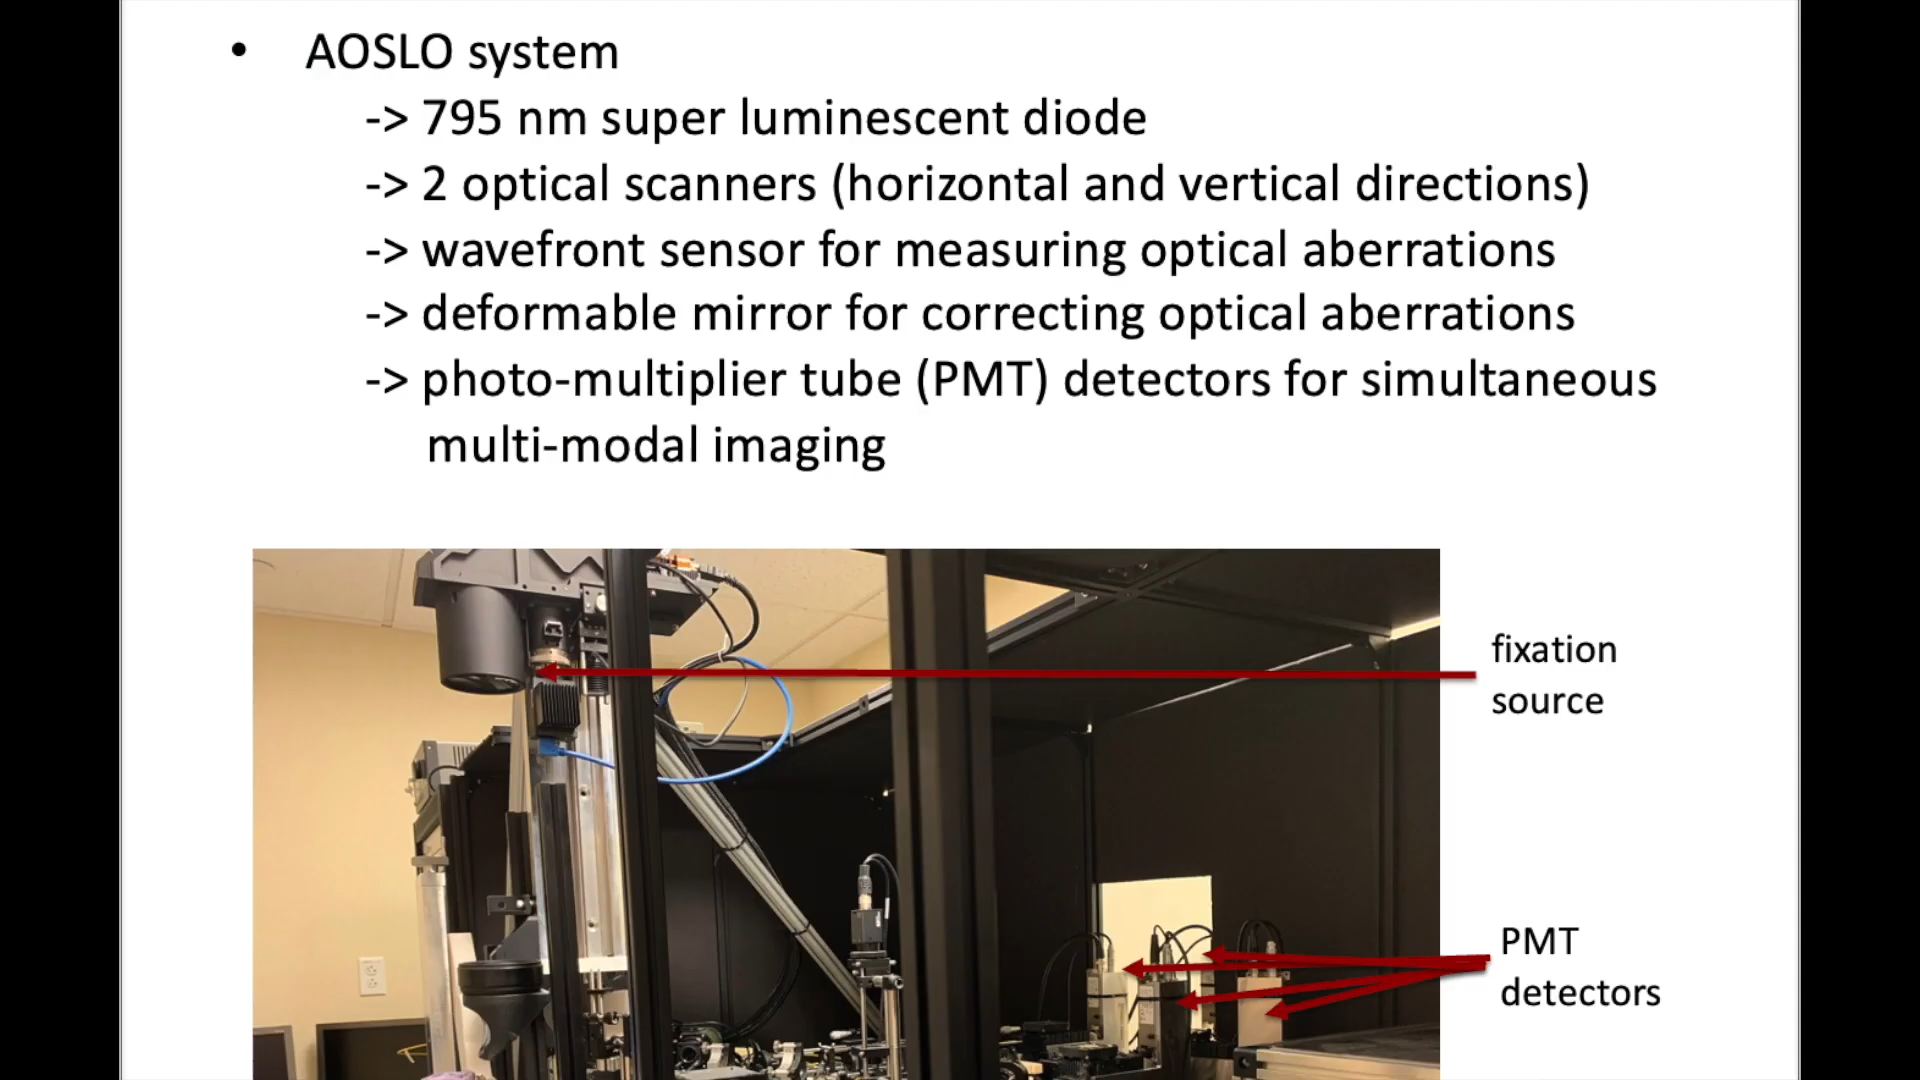 • AOSLO system
-> 795 nm super luminescent diode
-> 2 optical scanners (horizontal and vertical directions)
-> wavefront sensor for measuring optical aberrations
-> deformable mirror for correcting optical aberrations
-> photo-multiplier tube (PMT) detectors for simultaneous
multi-modal imaging
fixation
source
PMT
detectors